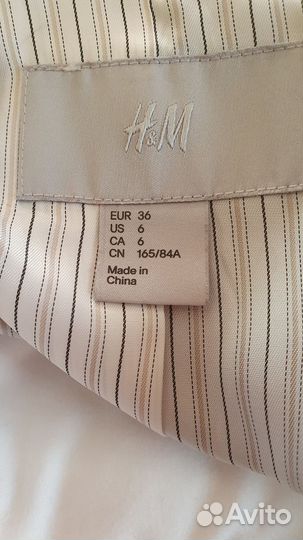 H&M
EUR 36
US 6
CA 6
CN 165/84A
Made in
China
Avito